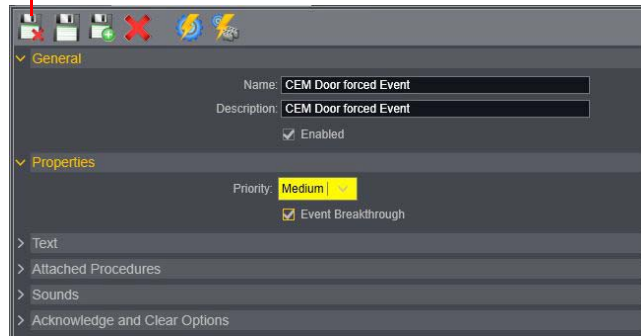 General
Name: CEM Door forced Event
Description: CEM Door forced Event
Enabled
Properties
Priority: Medium
Event Breakthrough
Text
Attached Procedures
Sounds
Acknowledge and Clear Options